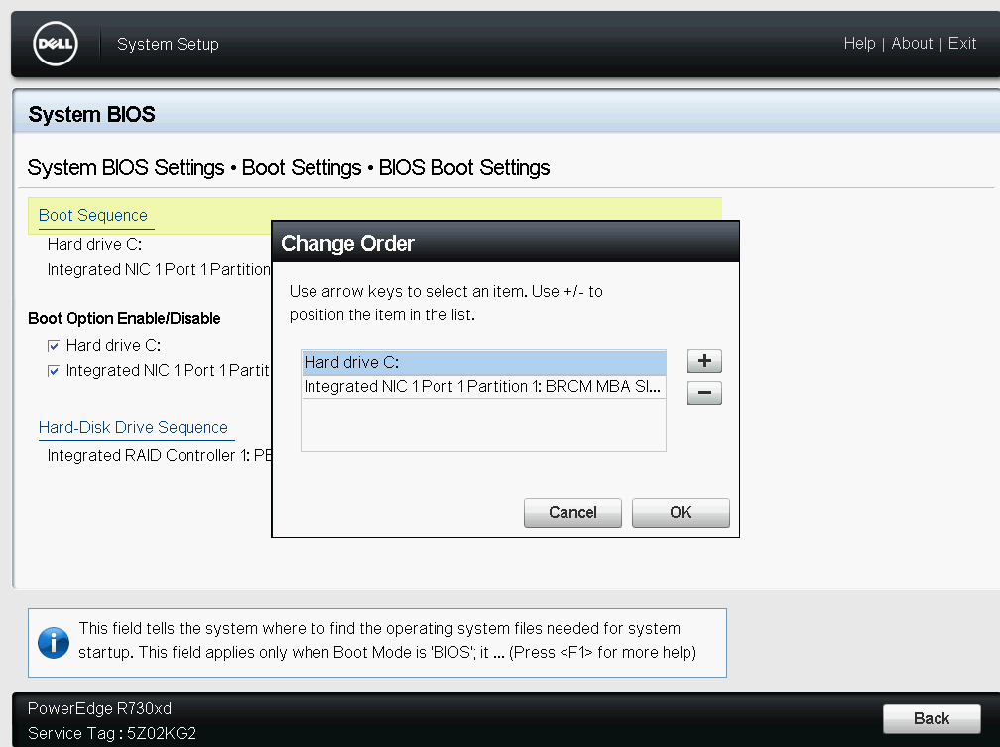 DELL
System Setup
Help | About | Exit
System BIOS
System BIOS Settings • Boot Settings • BIOS Boot Settings
Boot Sequence
Hard drive C:
Integrated NIC 1 Port 1 Partition
Boot Option Enable/Disable
Hard drive C:
Integrated NIC 1 Port 1 Partit
Hard-Disk Drive Sequence
Integrated RAID Controller 1: PE
Change Order
Use arrow keys to select an item. Use +/- to
position the item in the list.
Hard drive C:
Integrated NIC 1 Port 1 Partition 1: BRCM MBA Sl...
+
−
Cancel
OK
This field tells the system where to find the operating system files needed for system
startup. This field applies only when Boot Mode is 'BIOS'; it ... (Press <F1> for more help)
PowerEdge R730xd
Service Tag : 5Z02KG2
Back